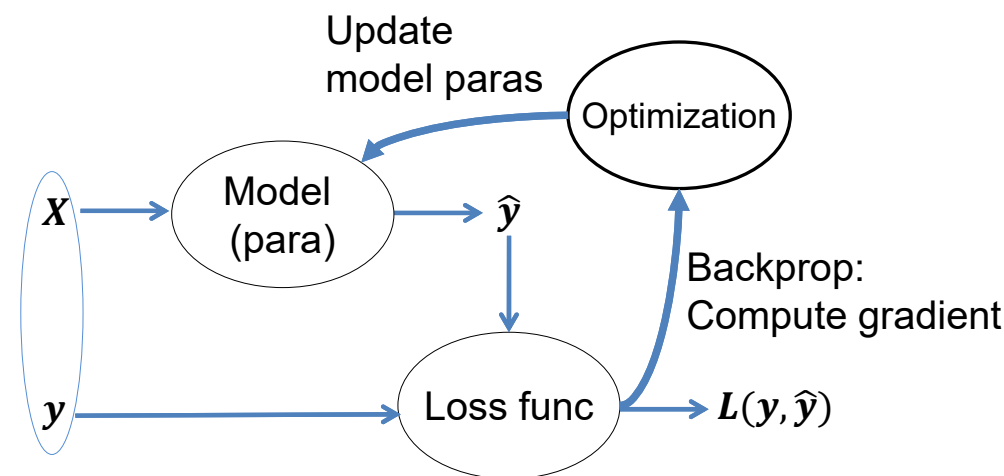 Update
model paras
Optimization
X
Model
(para)
ŷ
Backprop:
Compute gradient
y
Loss func
L(y, ŷ)